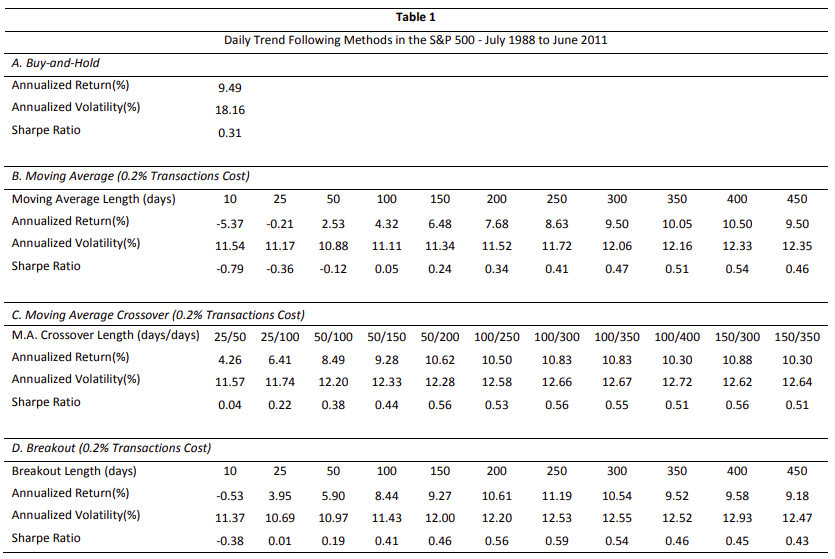 Table 1
Daily Trend Following Methods in the S&P 500 - July 1988 to June 2011
A. Buy-and-Hold
Annualized Return(%) 9.49
Annualized Volatility(%) 18.16
Sharpe Ratio 0.31
B. Moving Average (0.2% Transactions Cost)
Moving Average Length (days) 10 25 50 100 150 200 250 300 350 400 450
Annualized Return(%) -5.37 -0.21 2.53 4.32 6.48 7.68 8.63 9.50 10.05 10.50 9.50
Annualized Volatility(%) 11.54 11.17 10.88 11.11 11.34 11.52 11.72 12.06 12.16 12.33 12.35
Sharpe Ratio -0.79 -0.36 -0.12 0.05 0.24 0.34 0.41 0.47 0.51 0.54 0.46
C. Moving Average Crossover (0.2% Transactions Cost)
M.A. Crossover Length (days/days) 25/50 25/100 50/100 50/150 50/200 100/250 100/300 100/350 100/400 150/300 150/350
Annualized Return(%) 4.26 6.41 8.49 9.28 10.62 10.50 10.83 10.83 10.30 10.88 10.30
Annualized Volatility(%) 11.57 11.74 12.20 12.33 12.28 12.58 12.66 12.67 12.72 12.62 12.64
Sharpe Ratio 0.04 0.22 0.38 0.44 0.56 0.53 0.56 0.55 0.51 0.56 0.51
D. Breakout (0.2% Transactions Cost)
Breakout Length (days) 10 25 50 100 150 200 250 300 350 400 450
Annualized Return(%) -0.53 3.95 5.90 8.44 9.27 10.61 11.19 10.54 9.52 9.58 9.18
Annualized Volatility(%) 11.37 10.69 10.97 11.43 12.00 12.20 12.53 12.55 12.52 12.93 12.47
Sharpe Ratio -0.38 0.01 0.19 0.41 0.46 0.56 0.59 0.54 0.46 0.45 0.43